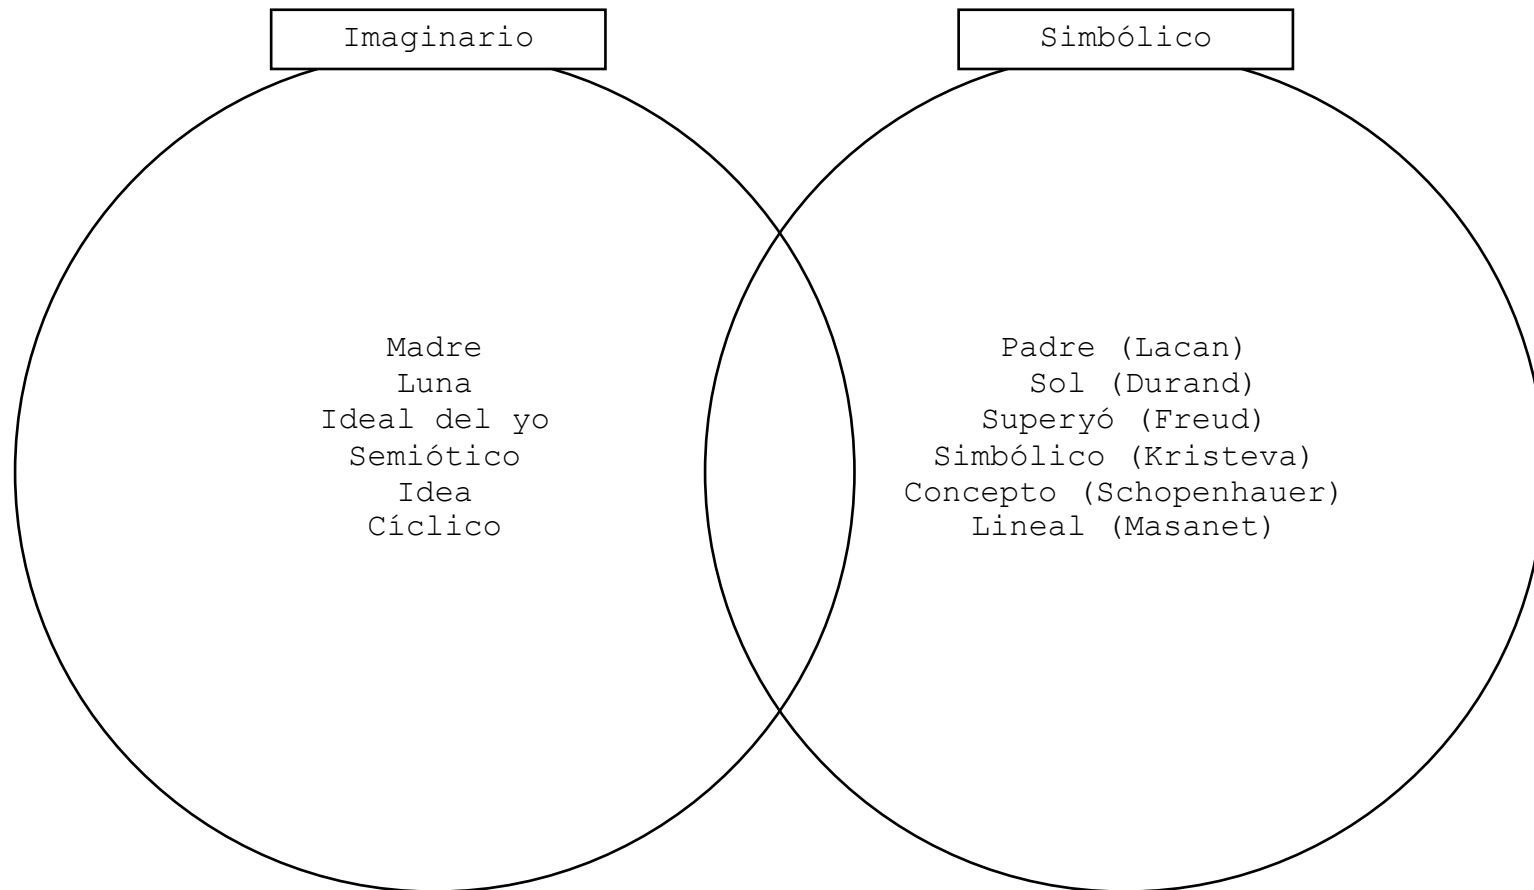 Imaginario
Simbólico
Madre
Luna
Ideal del yo
Semiótico
Idea
Cíclico
Padre (Lacan)
Sol (Durand)
Superyó (Freud)
Simbólico (Kristeva)
Concepto (Schopenhauer)
Lineal (Masanet)